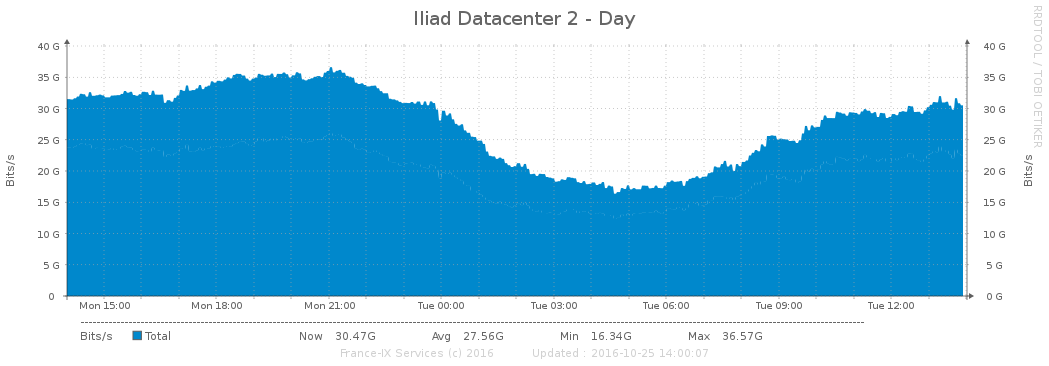 Iliad Datacenter 2 - Day
RRDTOOL / TOBI OETIKER
40 G 40 G
35 G 35 G
30 G 30 G
25 G 25 G
20 G 20 G
15 G 15 G
10 G 10 G
5 G 5 G
0 0 G
Bits/s
Bits/s
Mon 15:00 Mon 18:00 Mon 21:00 Tue 00:00 Tue 03:00 Tue 06:00 Tue 09:00 Tue 12:00
Bits/s Total Now 30.47G Avg 27.56G Min 16.34G Max 36.57G
France-IX Services (c) 2016 Updated : 2016-10-25 14:00:07